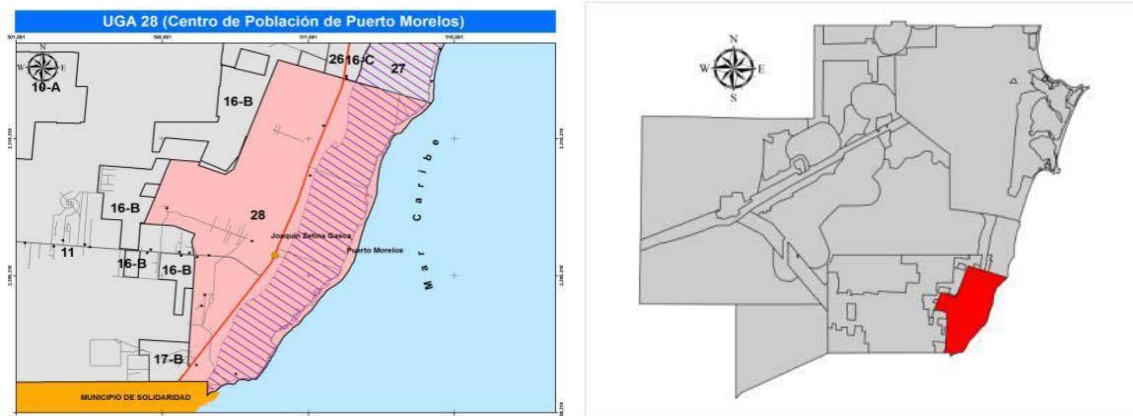 UGA 28 (Centro de Población de Puerto Morelos)
N
W E
S
10-A
16-B
26
16-C
27
16-B
28
11
16-B
16-B
Joaquín Zetina Gasca
Puerto Morelos
Mar Caribe
17-B
MUNICIPIO DE SOLIDARIDAD
N
W E
S